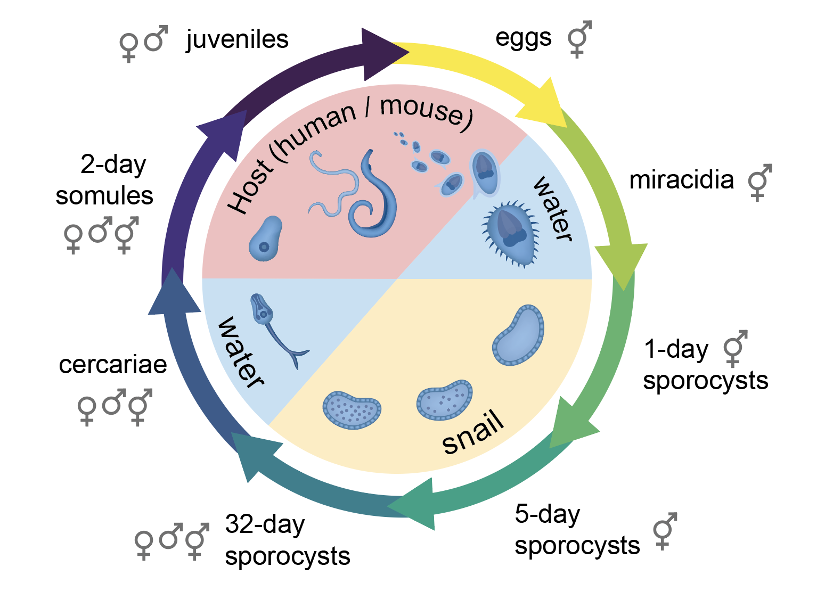 juveniles
eggs
2-day
somules
miracidia
Host (human / mouse)
water
water
cercariae
1-day
sporocysts
snail
32-day
sporocysts
5-day
sporocysts